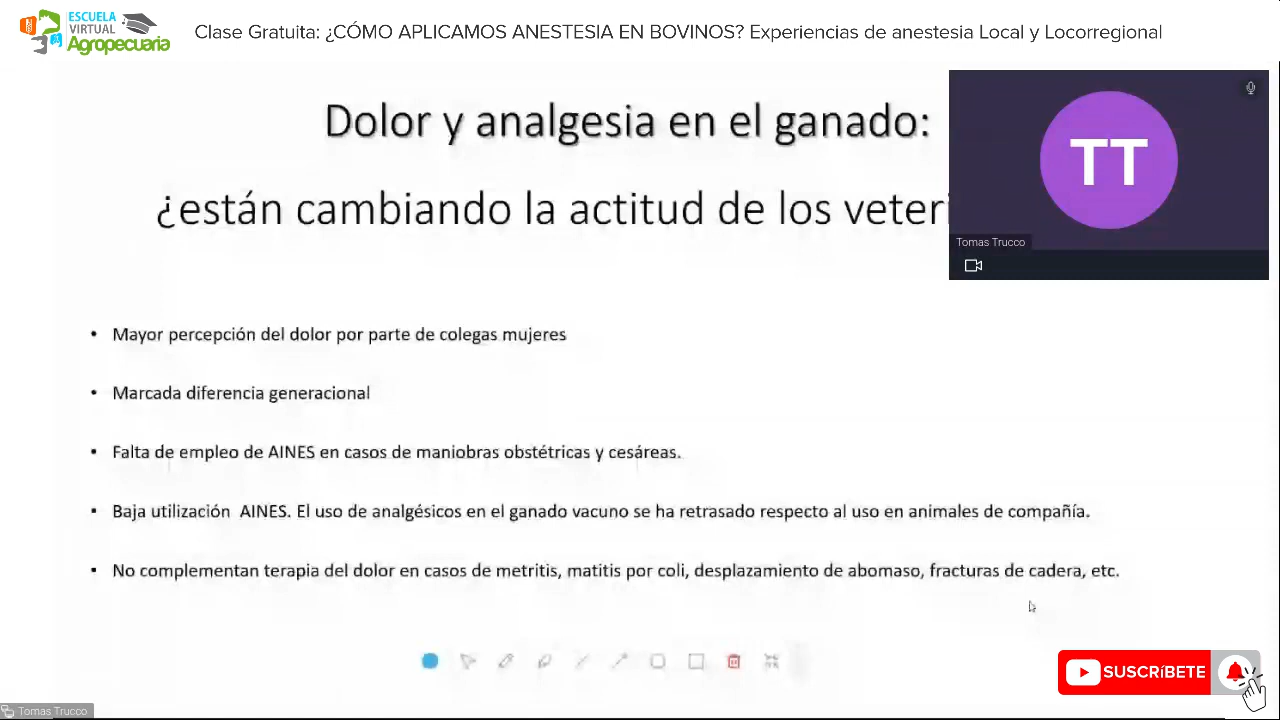 ESCUELA
VIRTUAL
Agropecuaria
Clase Gratuita: ¿CÓMO APLICAMOS ANESTESIA EN BOVINOS? Experiencias de anestesia Local y Locorregional
Dolor y analgesia en el ganado:
¿están cambiando la actitud de los veteri
TT
Tomas Trucco
• Mayor percepción del dolor por parte de colegas mujeres
• Marcada diferencia generacional
• Falta de empleo de AINES en casos de maniobras obstétricas y cesáreas.
• Baja utilización AINES. El uso de analgésicos en el ganado vacuno se ha retrasado respecto al uso en animales de compañía.
• No complementan terapia del dolor en casos de metritis, matitis por coli, desplazamiento de abomaso, fracturas de cadera, etc.
SUSCRíBETE
Tomas Trucco